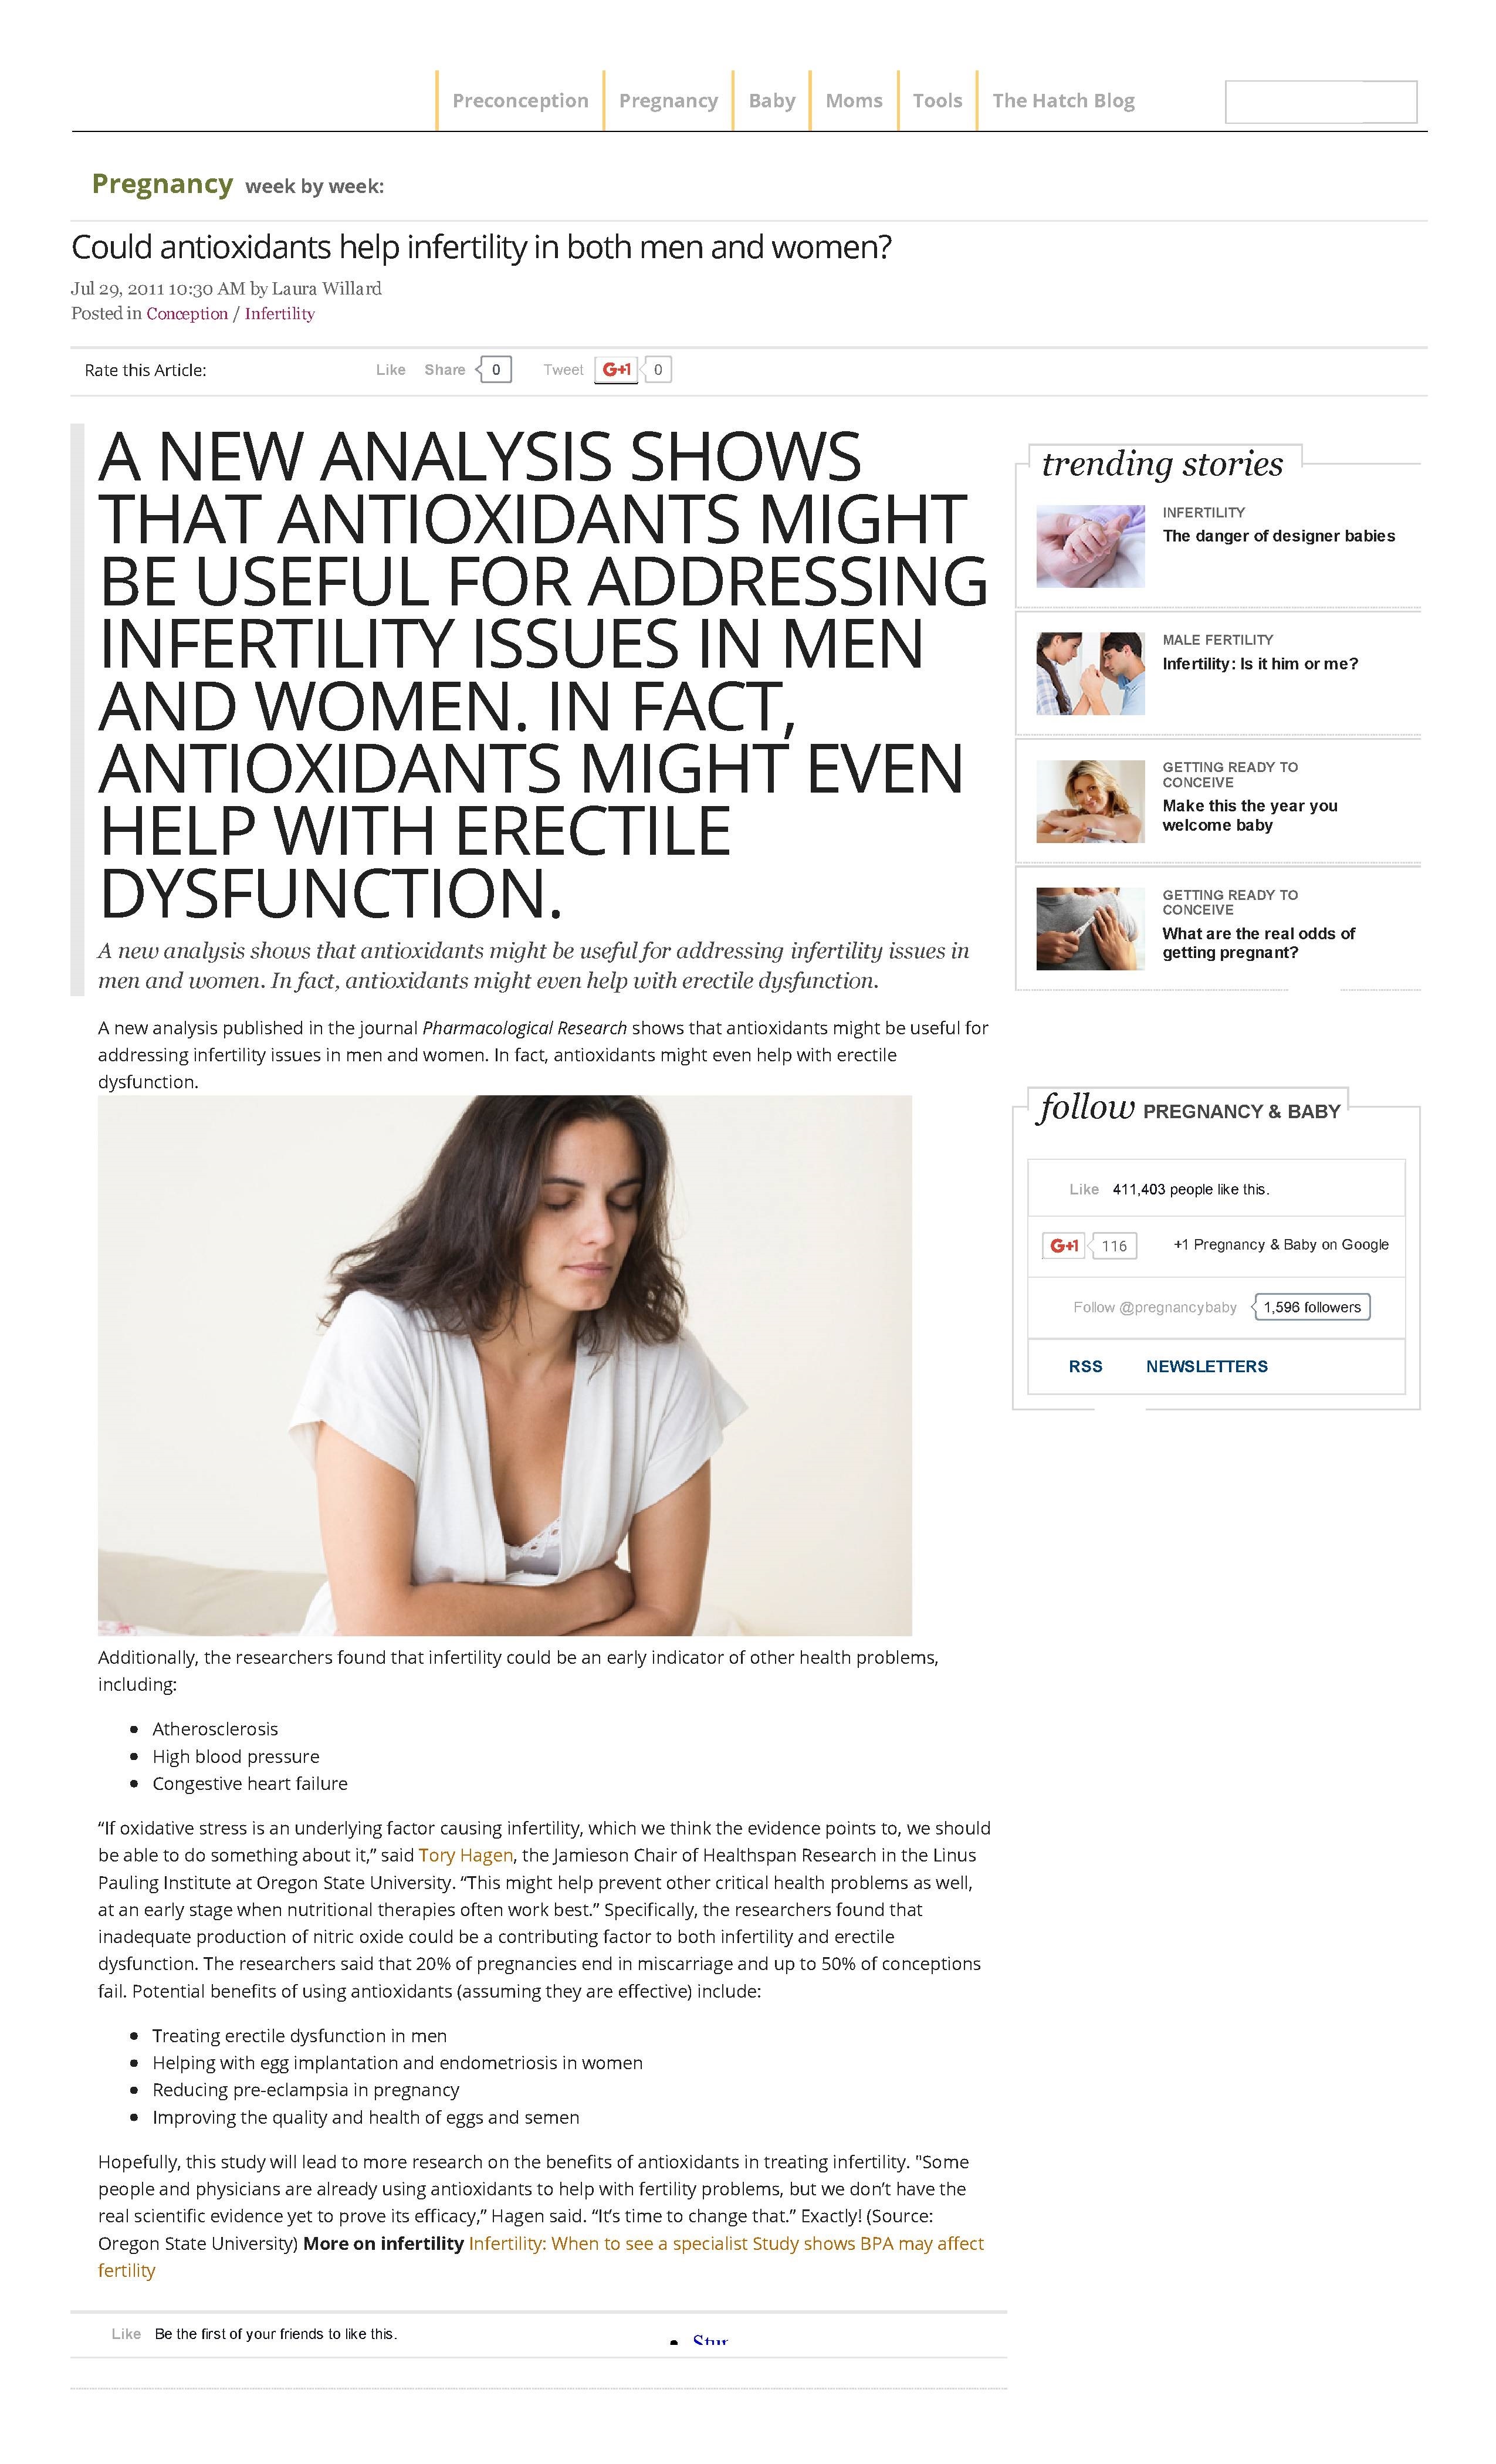 Preconception Pregnancy Baby Moms Tools The Hatch Blog
Pregnancy week by week:
Could antioxidants help infertility in both men and women?
Jul 29, 2011 10:30 AM by Laura Willard
Posted in Conception / Infertility
Rate this Article: Like Share 0 Tweet G+1 0
A NEW ANALYSIS SHOWS
THAT ANTIOXIDANTS MIGHT
BE USEFUL FOR ADDRESSING
INFERTILITY ISSUES IN MEN
AND WOMEN. IN FACT,
ANTIOXIDANTS MIGHT EVEN
HELP WITH ERECTILE
DYSFUNCTION.
A new analysis shows that antioxidants might be useful for addressing infertility issues in
men and women. In fact, antioxidants might even help with erectile dysfunction.
A new analysis published in the journal Pharmacological Research shows that antioxidants might be useful for
addressing infertility issues in men and women. In fact, antioxidants might even help with erectile
dysfunction.
Additionally, the researchers found that infertility could be an early indicator of other health problems,
including:
• Atherosclerosis
• High blood pressure
• Congestive heart failure
“If oxidative stress is an underlying factor causing infertility, which we think the evidence points to, we should
be able to do something about it,” said Tory Hagen, the Jamieson Chair of Healthspan Research in the Linus
Pauling Institute at Oregon State University. “This might help prevent other critical health problems as well,
at an early stage when nutritional therapies often work best.” Specifically, the researchers found that
inadequate production of nitric oxide could be a contributing factor to both infertility and erectile
dysfunction. The researchers said that 20% of pregnancies end in miscarriage and up to 50% of conceptions
fail. Potential benefits of using antioxidants (assuming they are effective) include:
• Treating erectile dysfunction in men
• Helping with egg implantation and endometriosis in women
• Reducing pre-eclampsia in pregnancy
• Improving the quality and health of eggs and semen
Hopefully, this study will lead to more research on the benefits of antioxidants in treating infertility. "Some
people and physicians are already using antioxidants to help with fertility problems, but we don’t have the
real scientific evidence yet to prove its efficacy,” Hagen said. “It’s time to change that.” Exactly! (Source:
Oregon State University) More on infertility Infertility: When to see a specialist Study shows BPA may affect
fertility
Like Be the first of your friends to like this.
trending stories
INFERTILITY
The danger of designer babies
MALE FERTILITY
Infertility: Is it him or me?
GETTING READY TO
CONCEIVE
Make this the year you
welcome baby
GETTING READY TO
CONCEIVE
What are the real odds of
getting pregnant?
follow PREGNANCY & BABY
Like 411,403 people like this.
G+1 116 +1 Pregnancy & Baby on Google
Follow @pregnancybaby 1,596 followers
RSS NEWSLETTERS